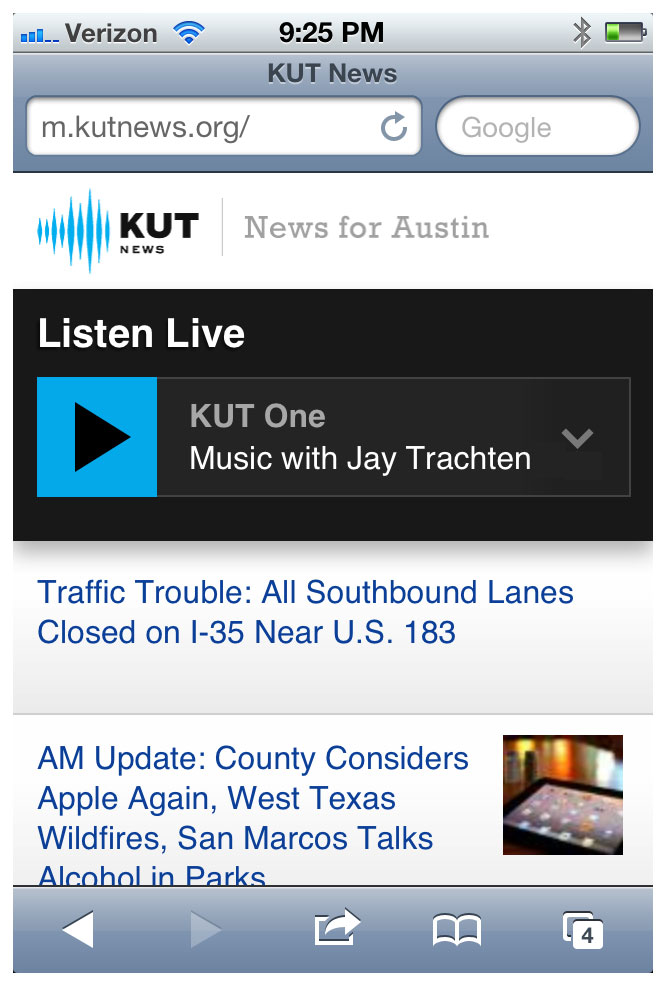 Verizon 9:25 PM
KUT News
m.kutnews.org/ Google
KUT
NEWS
News for Austin
Listen Live
KUT One
Music with Jay Trachten
Traffic Trouble: All Southbound Lanes
Closed on I-35 Near U.S. 183
AM Update: County Considers
Apple Again, West Texas
Wildfires, San Marcos Talks
Alcohol in Parks
4